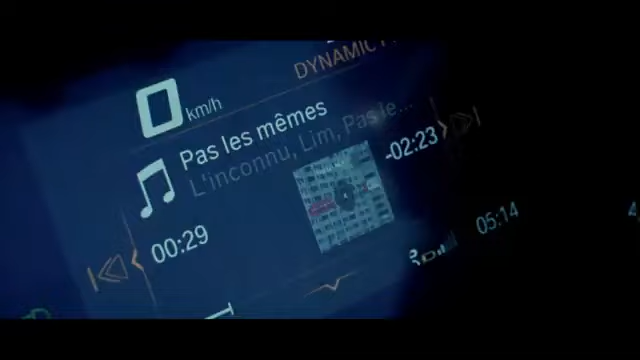 DYNAMIC
0 km/h
Pas les mêmes
L'inconnu, Lim, Pas le...
-02:23
00:29
05:14